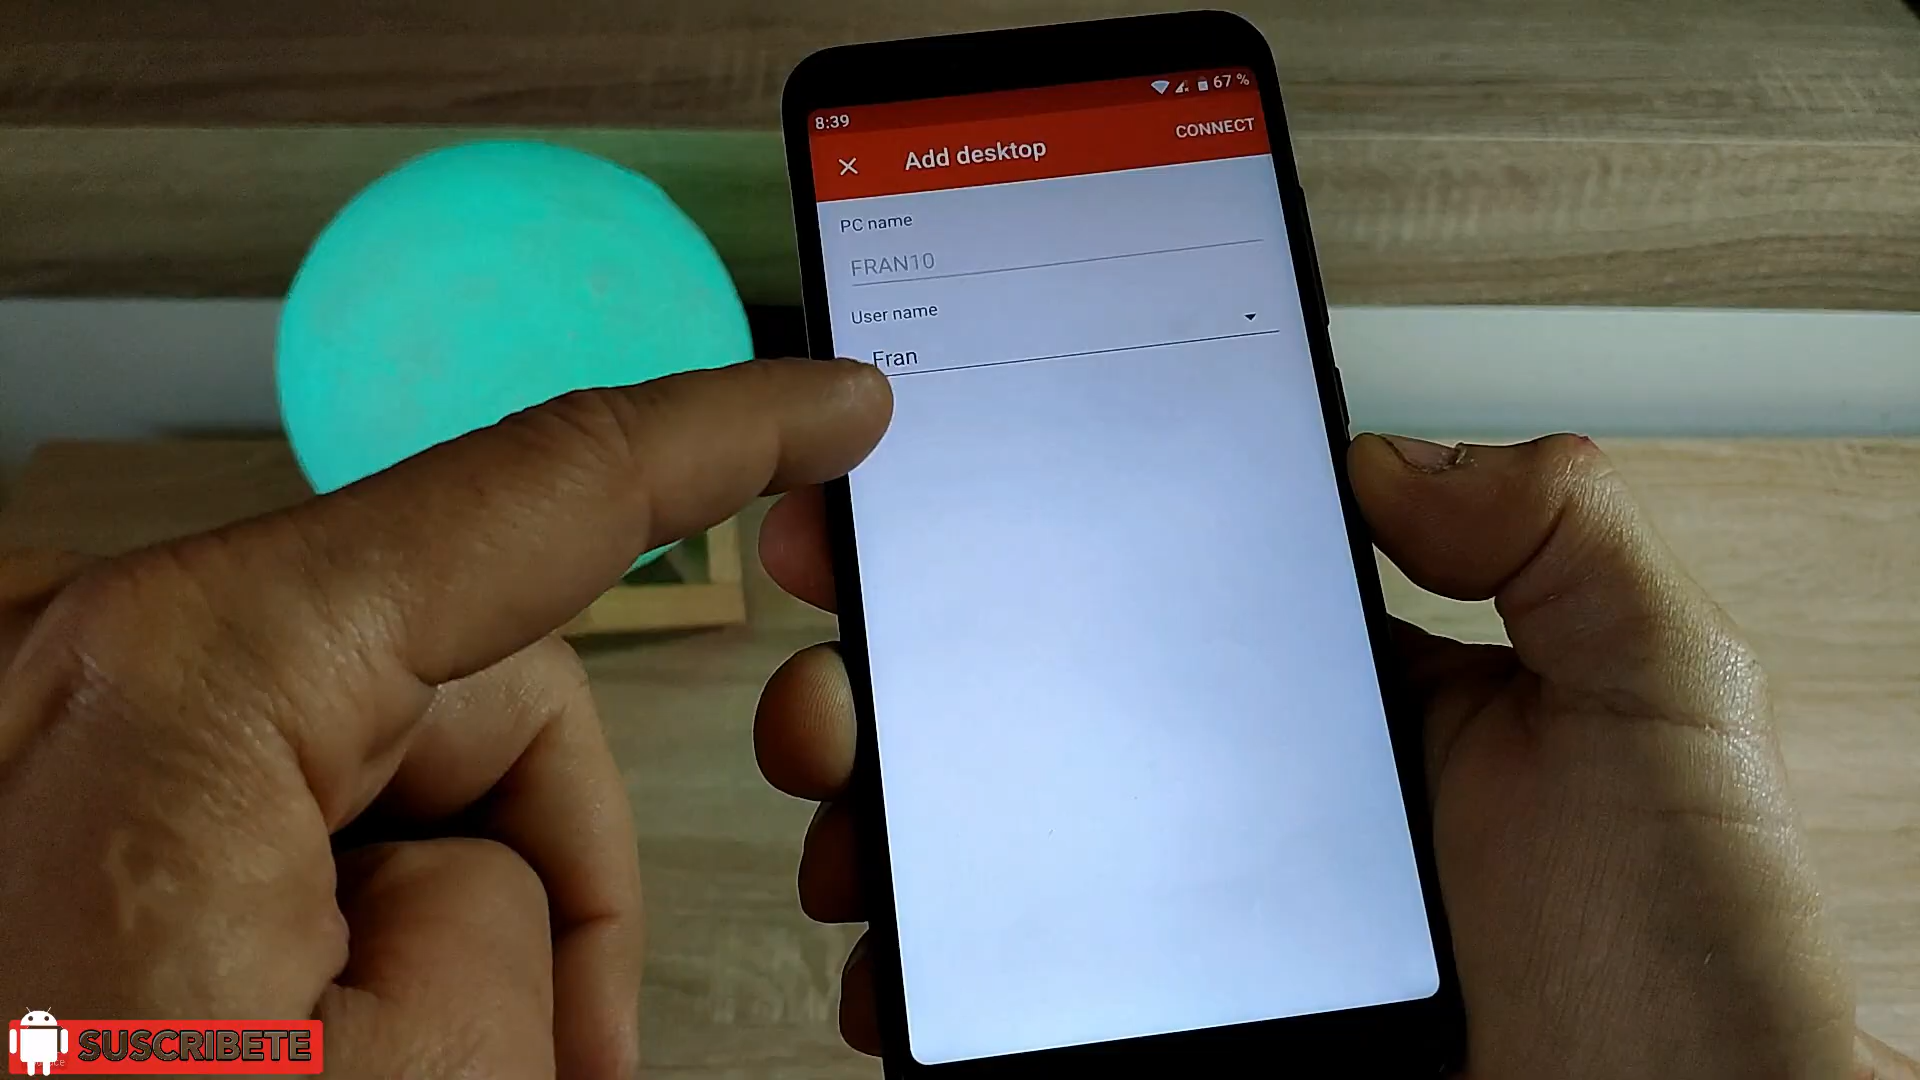 8:39
67 %
Add desktop
CONNECT
PC name
FRAN10
User name
Fran
SUSCRIBETE